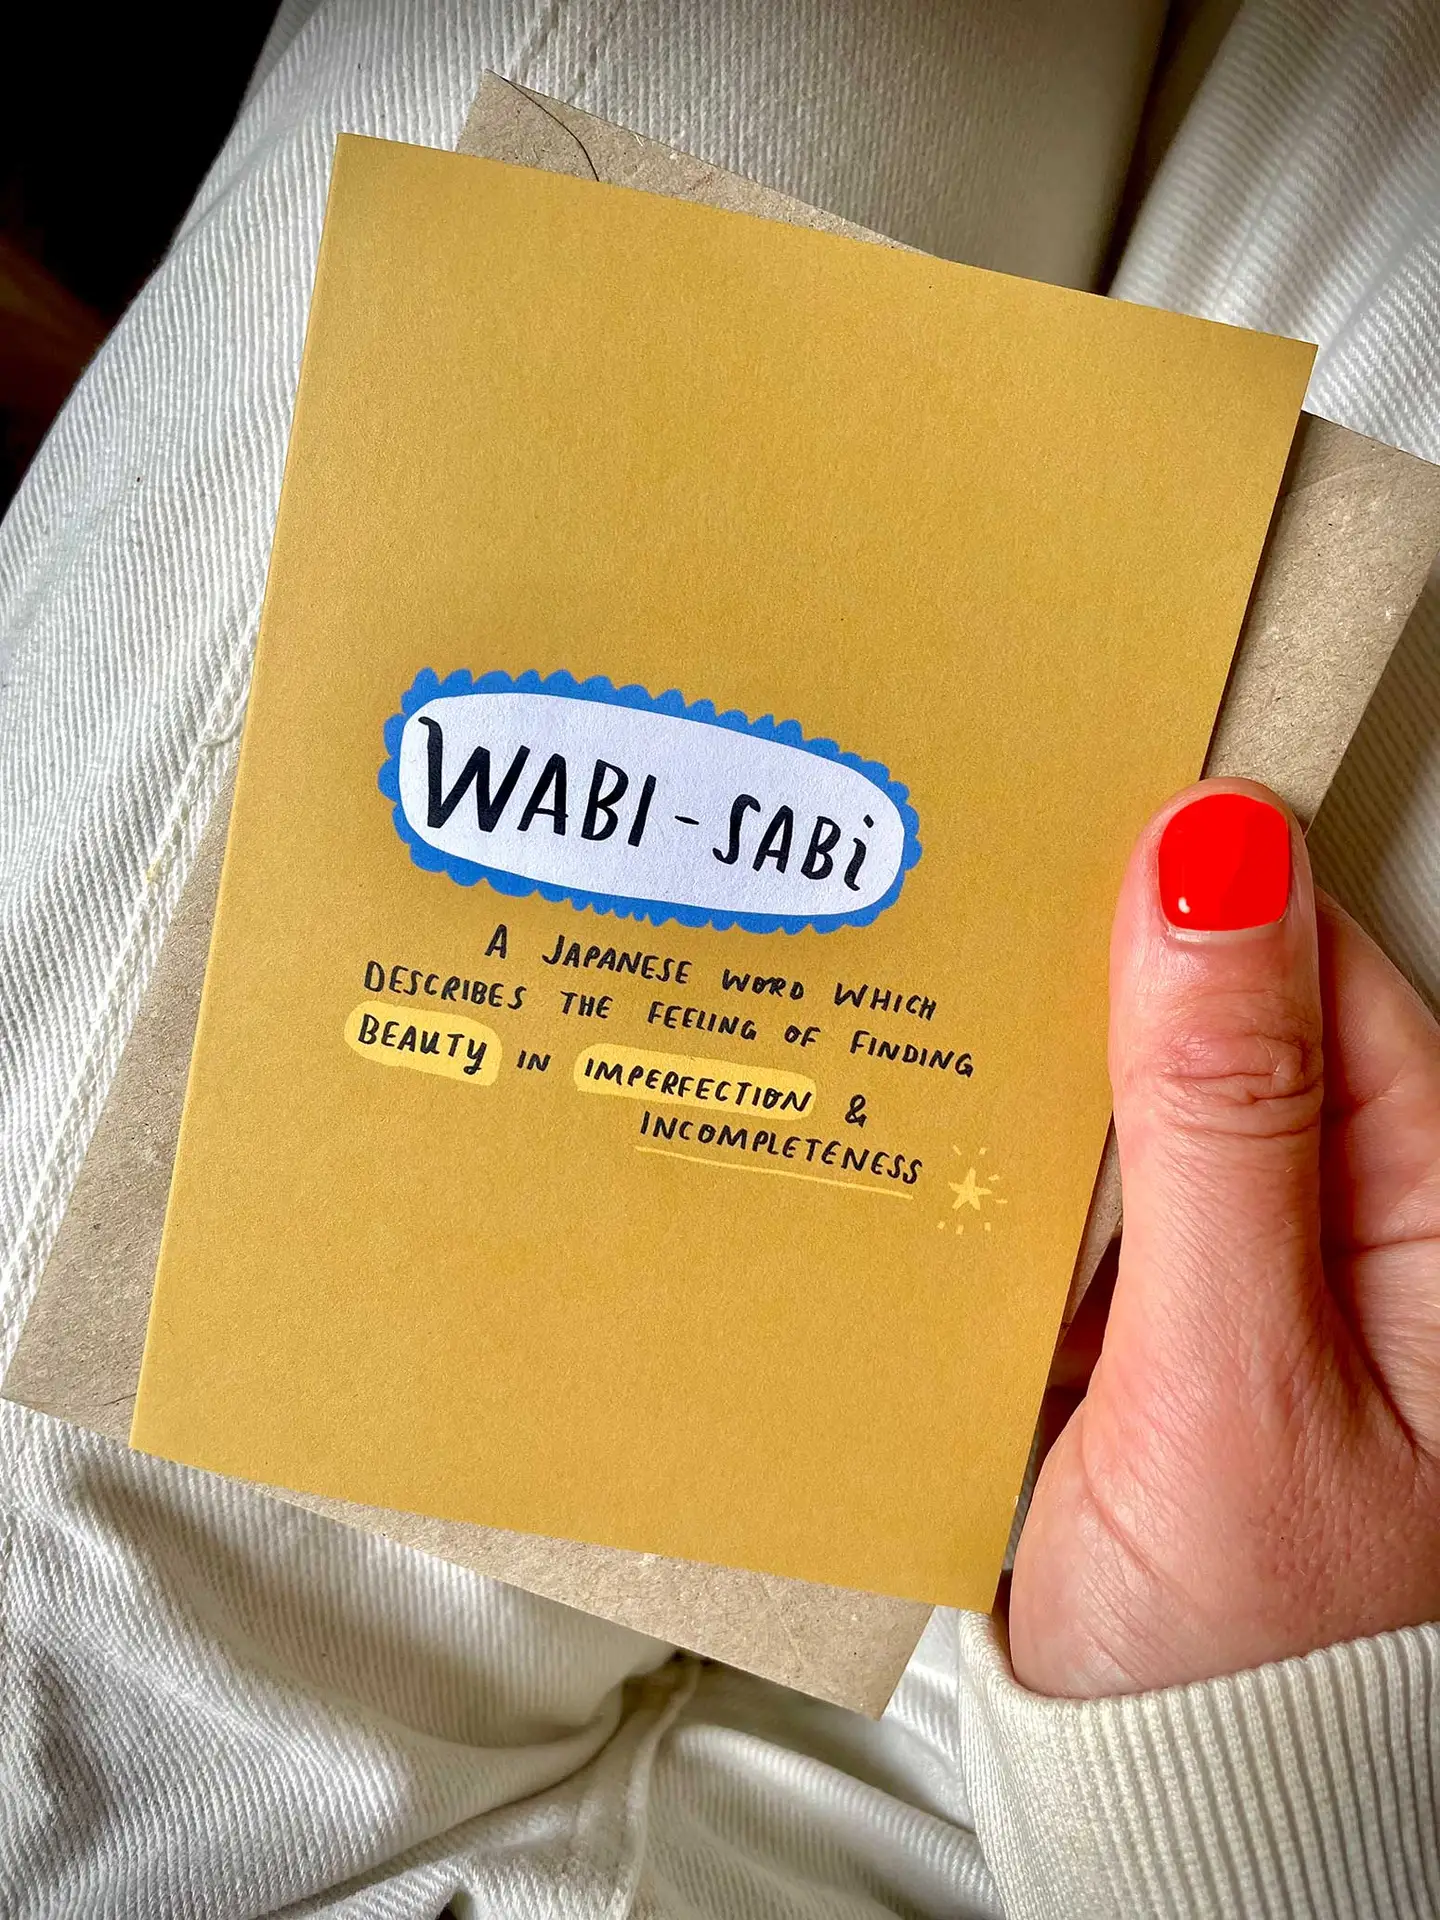 WABI-SABi
A JAPANESE WORD WHICH
DESCRIBES THE FEELING OF FINDING
BEAUTY IN IMPERFECTION &
INCOMPLETENESS